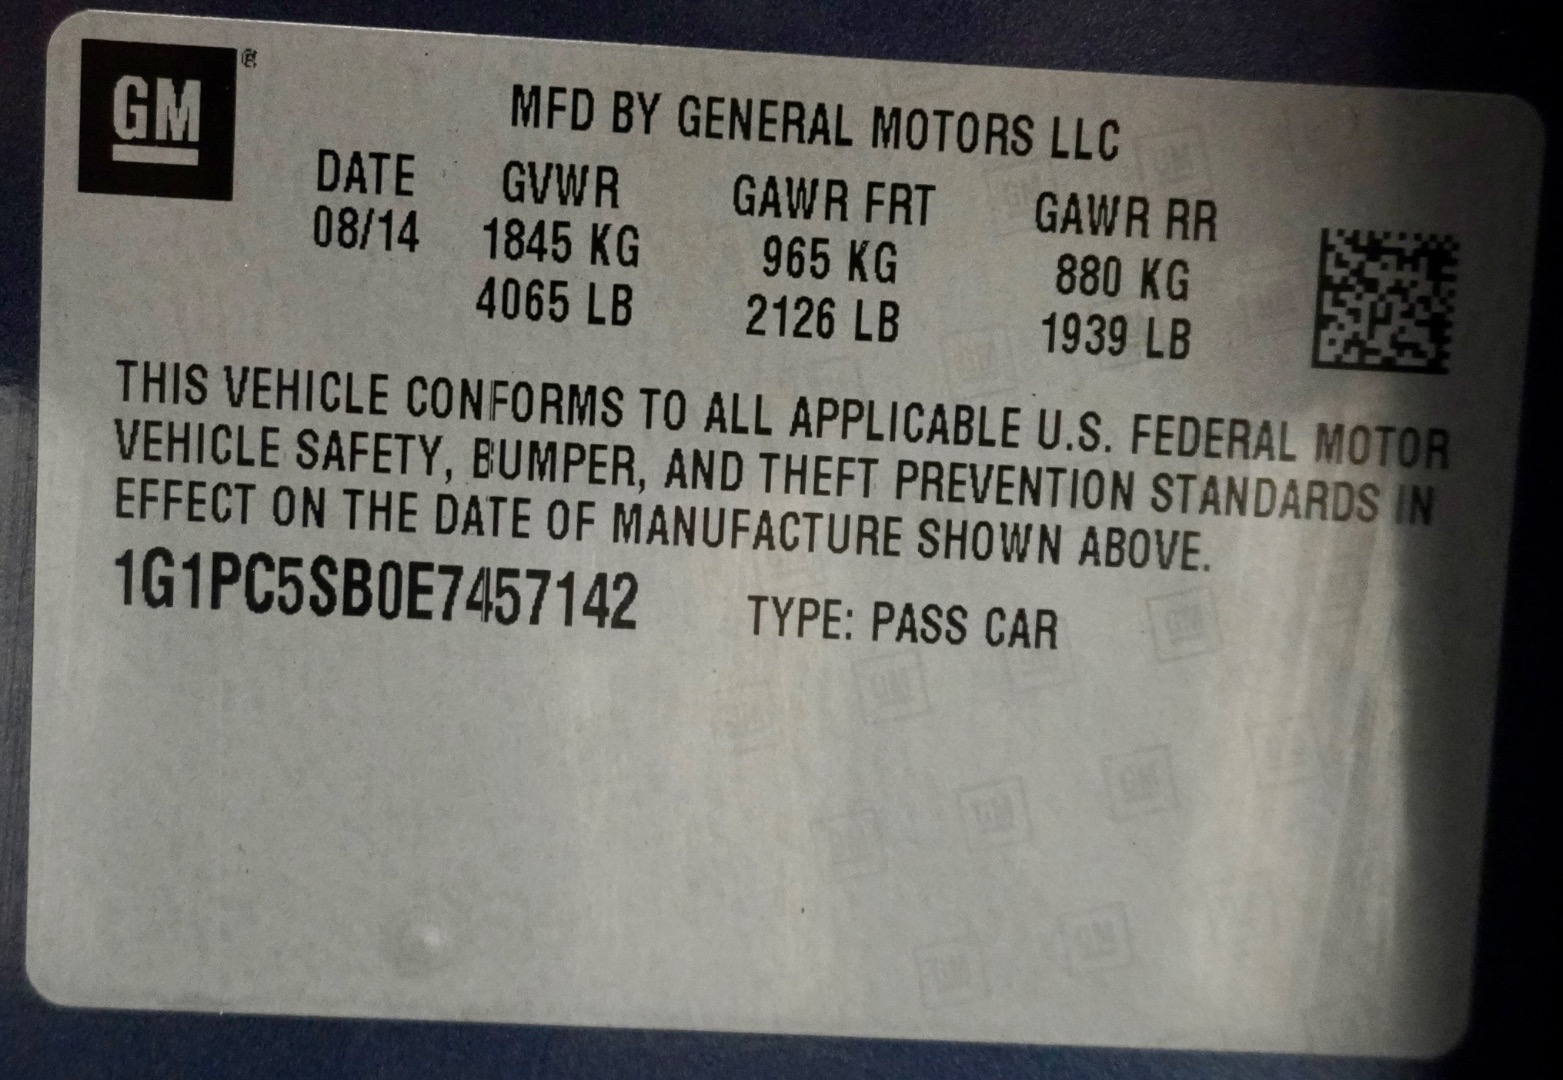 GM ®
MFD BY GENERAL MOTORS LLC
DATE GVWR GAWR FRT GAWR RR
08/14 1845 KG 965 KG 880 KG
4065 LB 2126 LB 1939 LB
THIS VEHICLE CONFORMS TO ALL APPLICABLE U.S. FEDERAL MOTOR
VEHICLE SAFETY, BUMPER, AND THEFT PREVENTION STANDARDS IN
EFFECT ON THE DATE OF MANUFACTURE SHOWN ABOVE.
1G1PC5SB0E7457142 TYPE: PASS CAR